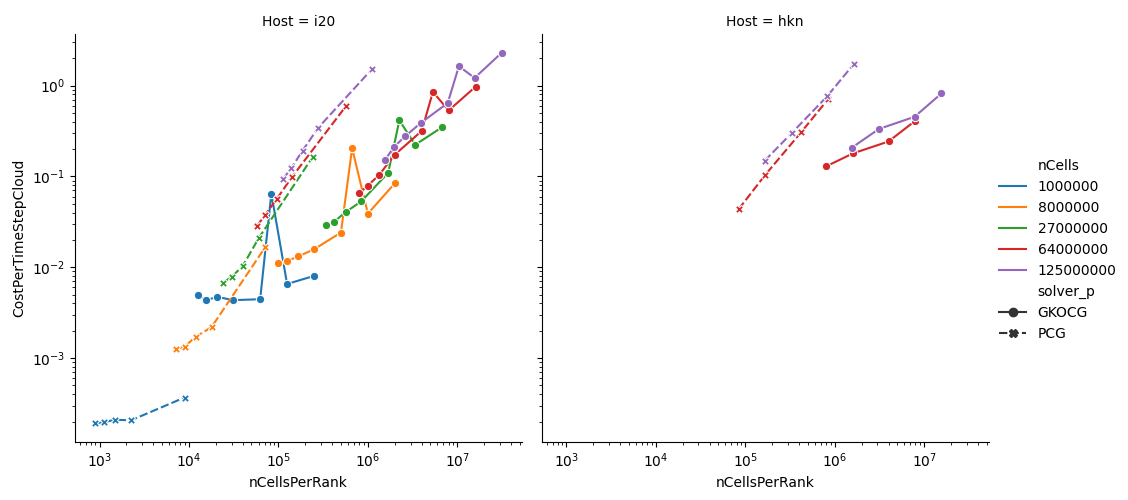 Host = i20
Host = hkn
CostPerTimeStepCloud
10^0
10^-1
10^-2
10^-3
10^3
10^4
10^5
10^6
10^7
nCellsPerRank
10^3
10^4
10^5
10^6
10^7
nCellsPerRank
nCells
1000000
8000000
27000000
64000000
125000000
solver_p
GKOCG
PCG